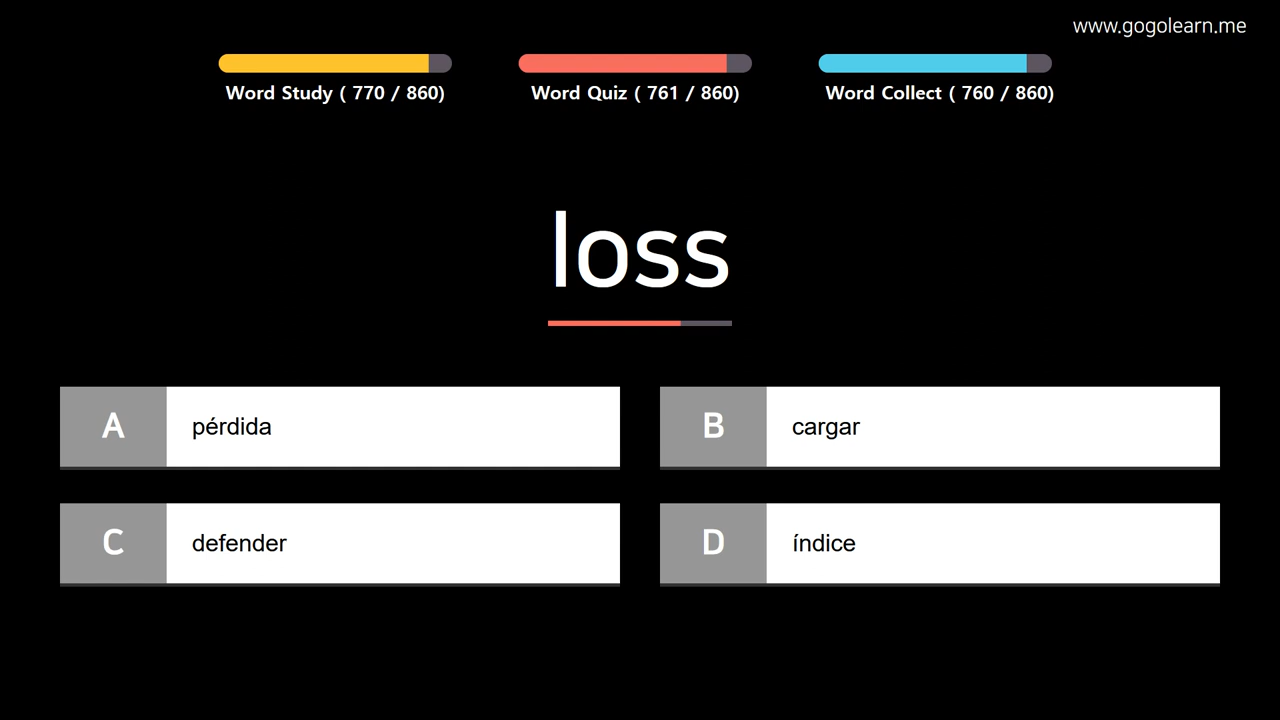 www.gogolearn.me
Word Study ( 770 / 860)
Word Quiz ( 761 / 860)
Word Collect ( 760 / 860)
loss
A pérdida
B cargar
C defender
D índice